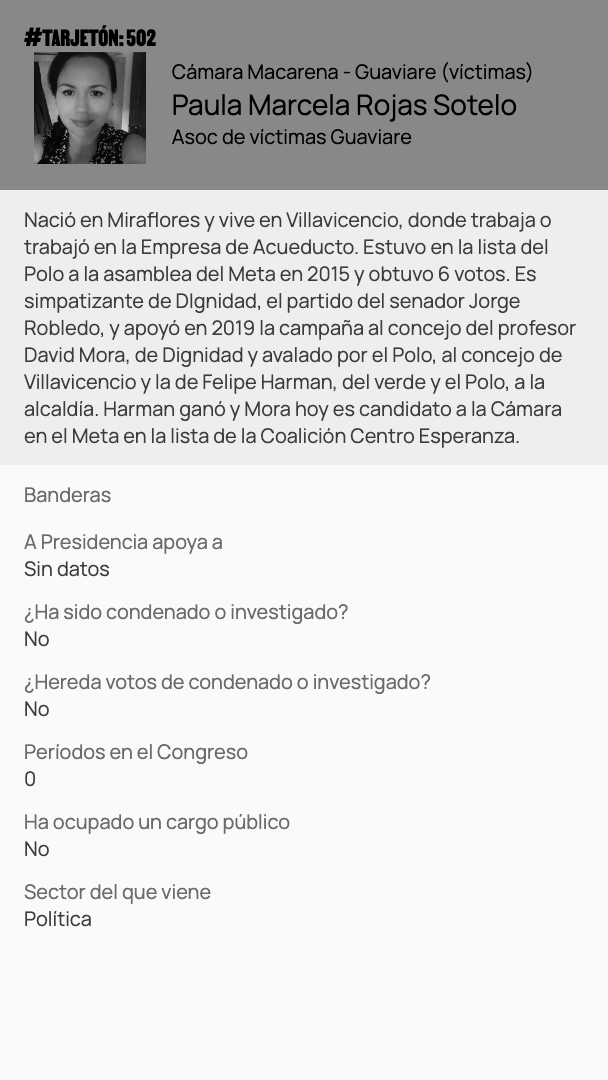 #TARJETÓN: 502
Cámara Macarena - Guaviare (víctimas)
Paula Marcela Rojas Sotelo
Asoc de víctimas Guaviare
Nació en Miraflores y vive en Villavicencio, donde trabaja o
trabajó en la Empresa de Acueducto. Estuvo en la lista del
Polo a la asamblea del Meta en 2015 y obtuvo 6 votos. Es
simpatizante de DIgnidad, el partido del senador Jorge
Robledo, y apoyó en 2019 la campaña al concejo del profesor
David Mora, de Dignidad y avalado por el Polo, al concejo de
Villavicencio y la de Felipe Harman, del verde y el Polo, a la
alcaldía. Harman ganó y Mora hoy es candidato a la Cámara
en el Meta en la lista de la Coalición Centro Esperanza.
Banderas
A Presidencia apoya a
Sin datos
¿Ha sido condenado o investigado?
No
¿Hereda votos de condenado o investigado?
No
Períodos en el Congreso
0
Ha ocupado un cargo público
No
Sector del que viene
Política